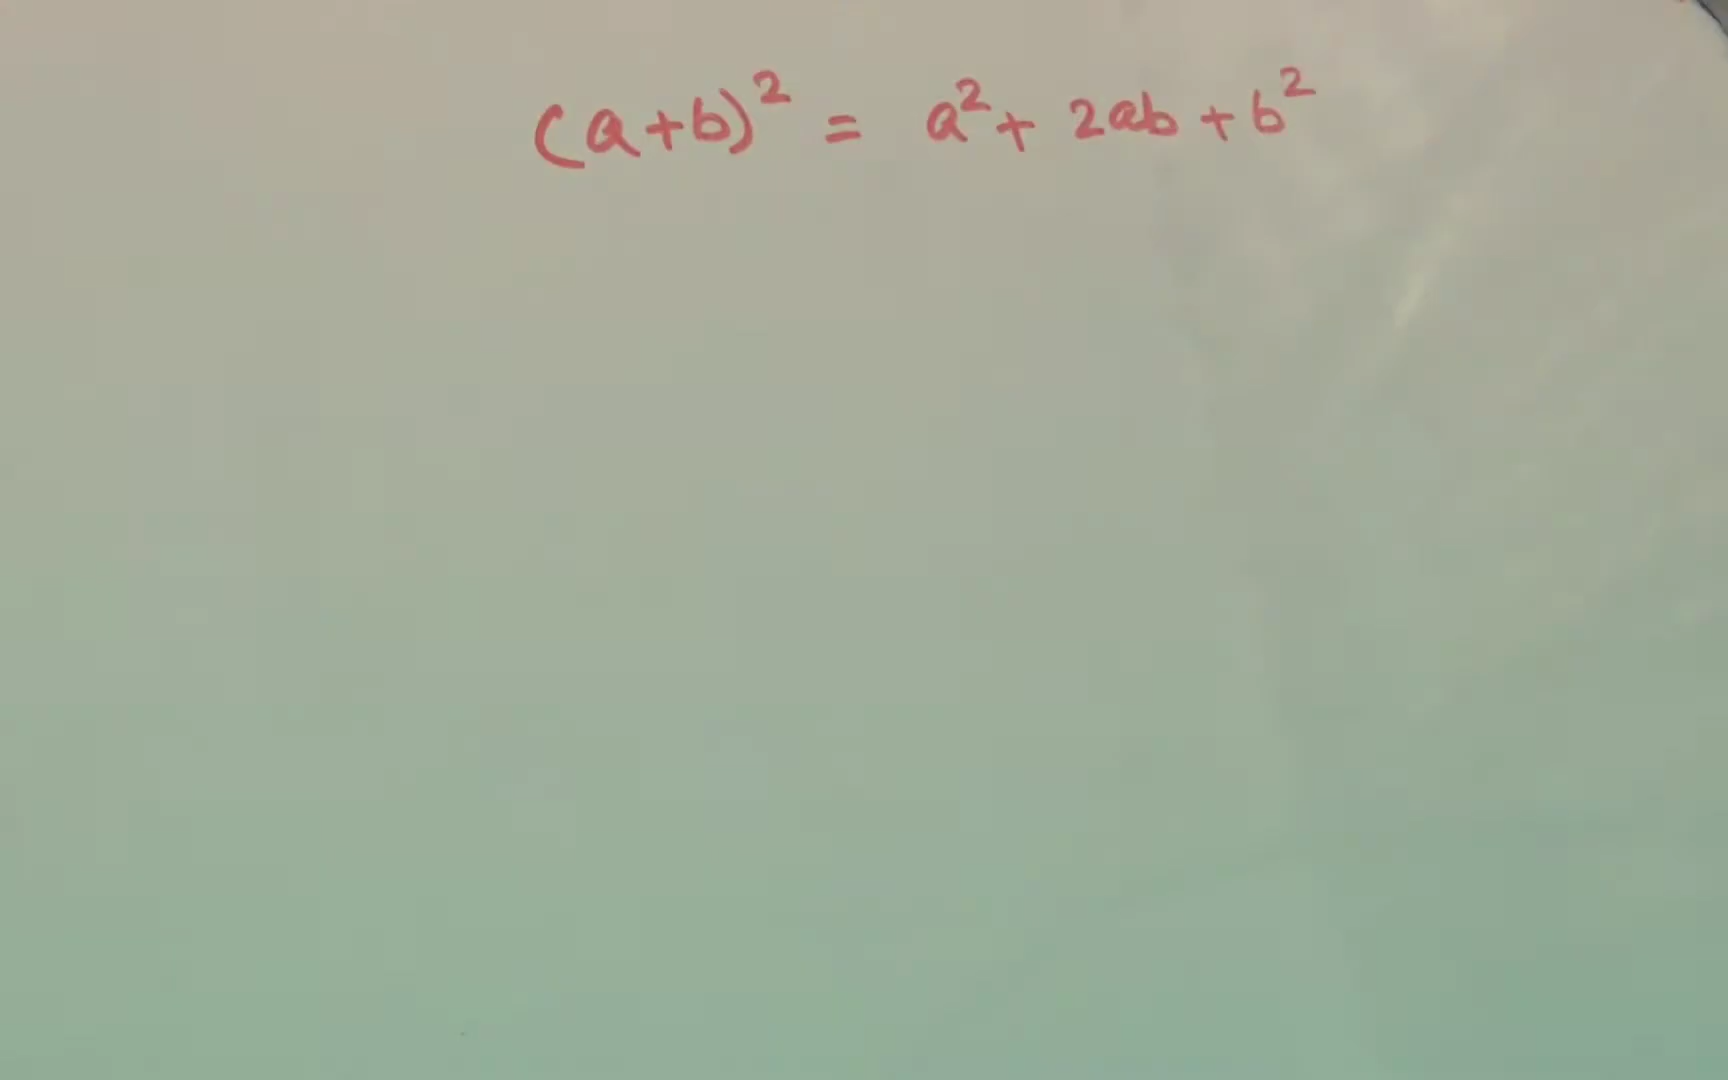 (a+b)² = a²+ 2ab+b²